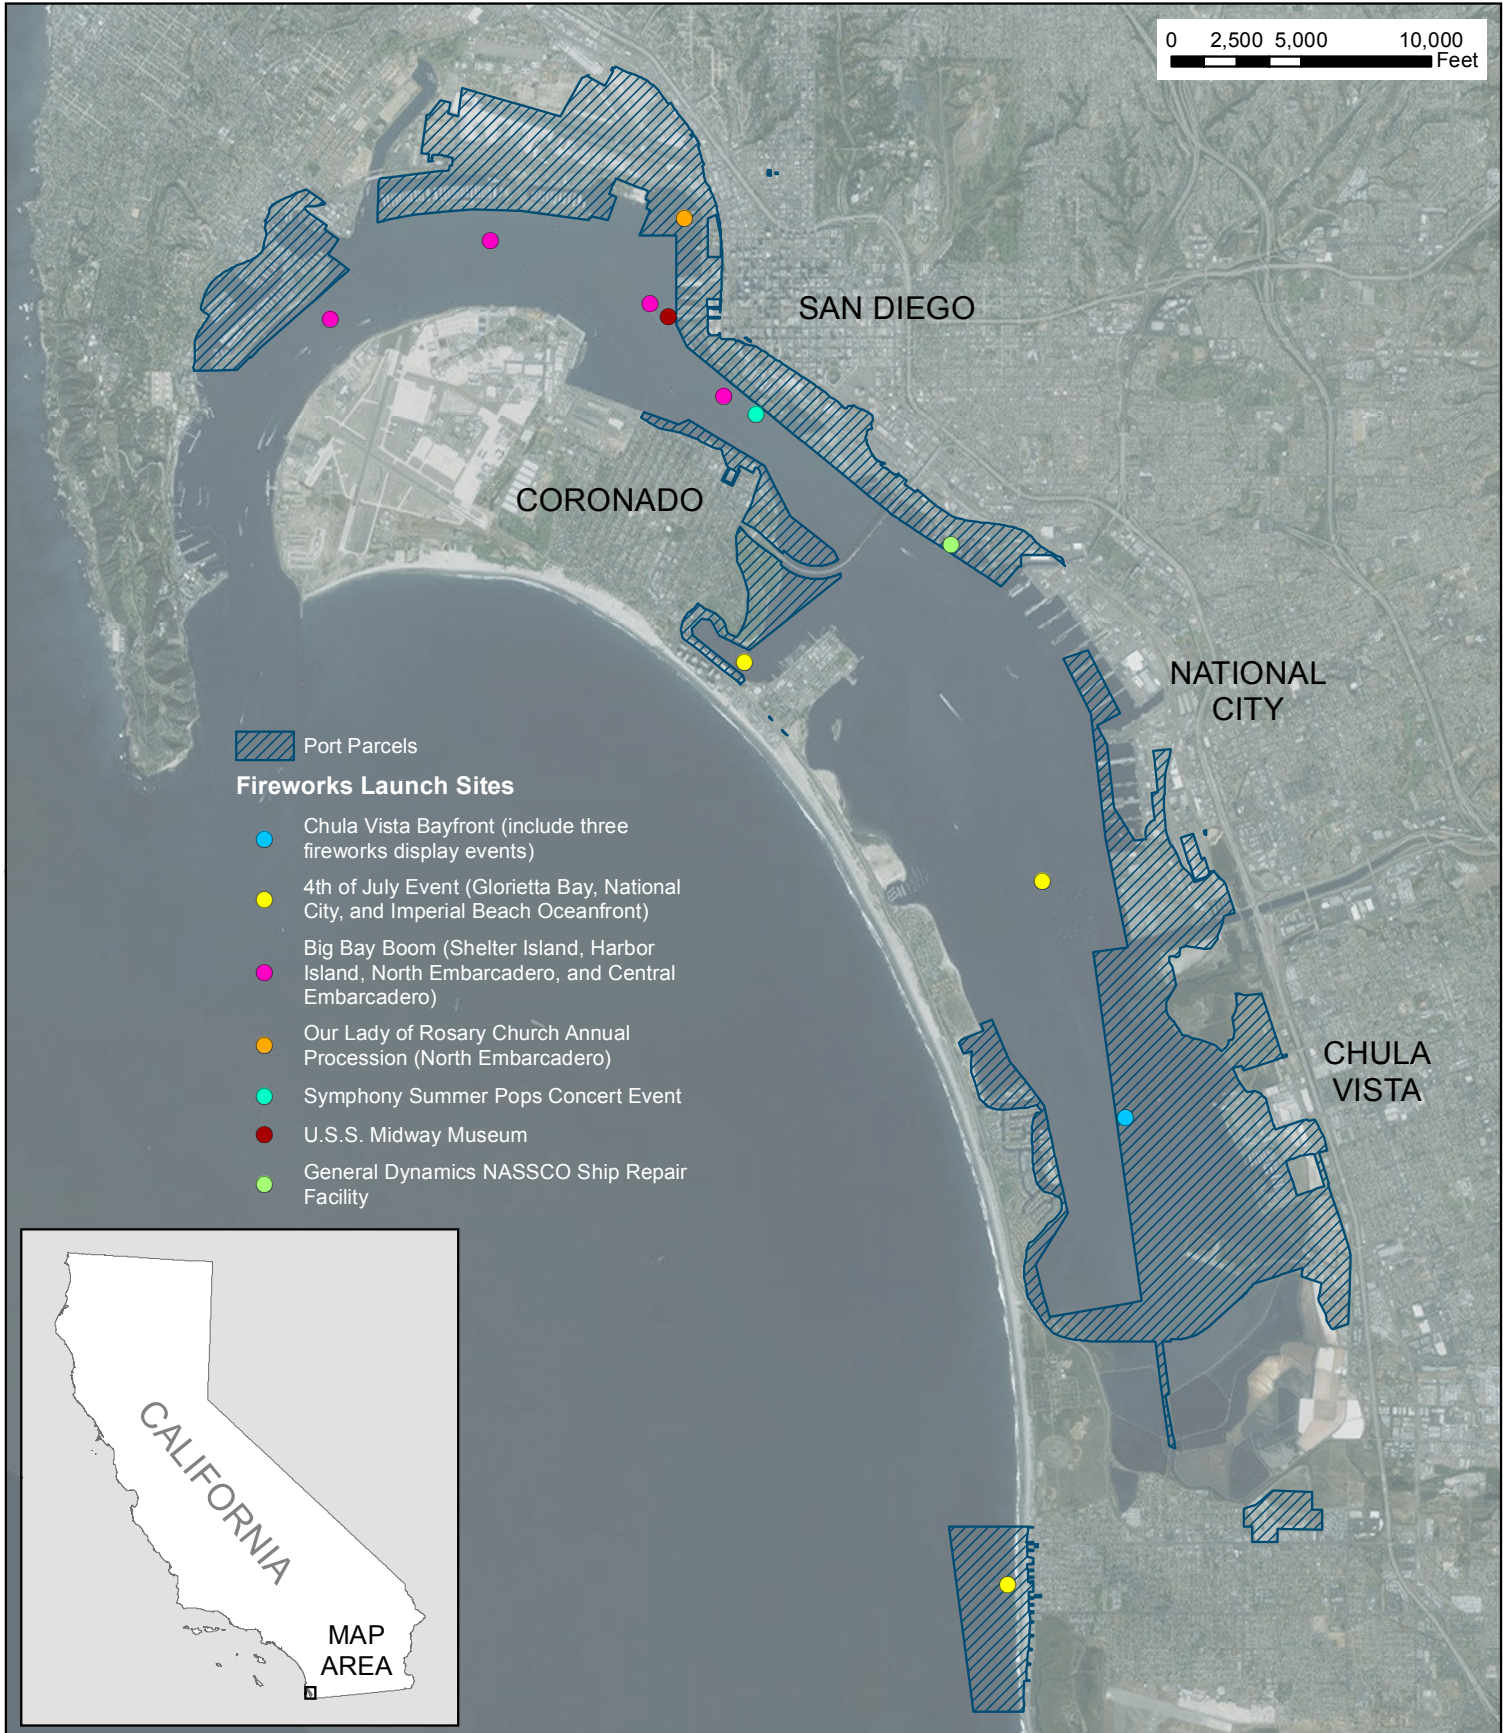 0 2,500 5,000 10,000
Feet
SAN DIEGO
CORONADO
NATIONAL
CITY
Port Parcels
Fireworks Launch Sites
Chula Vista Bayfront (include three
fireworks display events)
4th of July Event (Glorietta Bay, National
City, and Imperial Beach Oceanfront)
Big Bay Boom (Shelter Island, Harbor
Island, North Embarcadero, and Central
Embarcadero)
Our Lady of Rosary Church Annual
Procession (North Embarcadero)
Symphony Summer Pops Concert Event
U.S.S. Midway Museum
General Dynamics NASSCO Ship Repair
Facility
CHULA
VISTA
CALIFORNIA
MAP
AREA